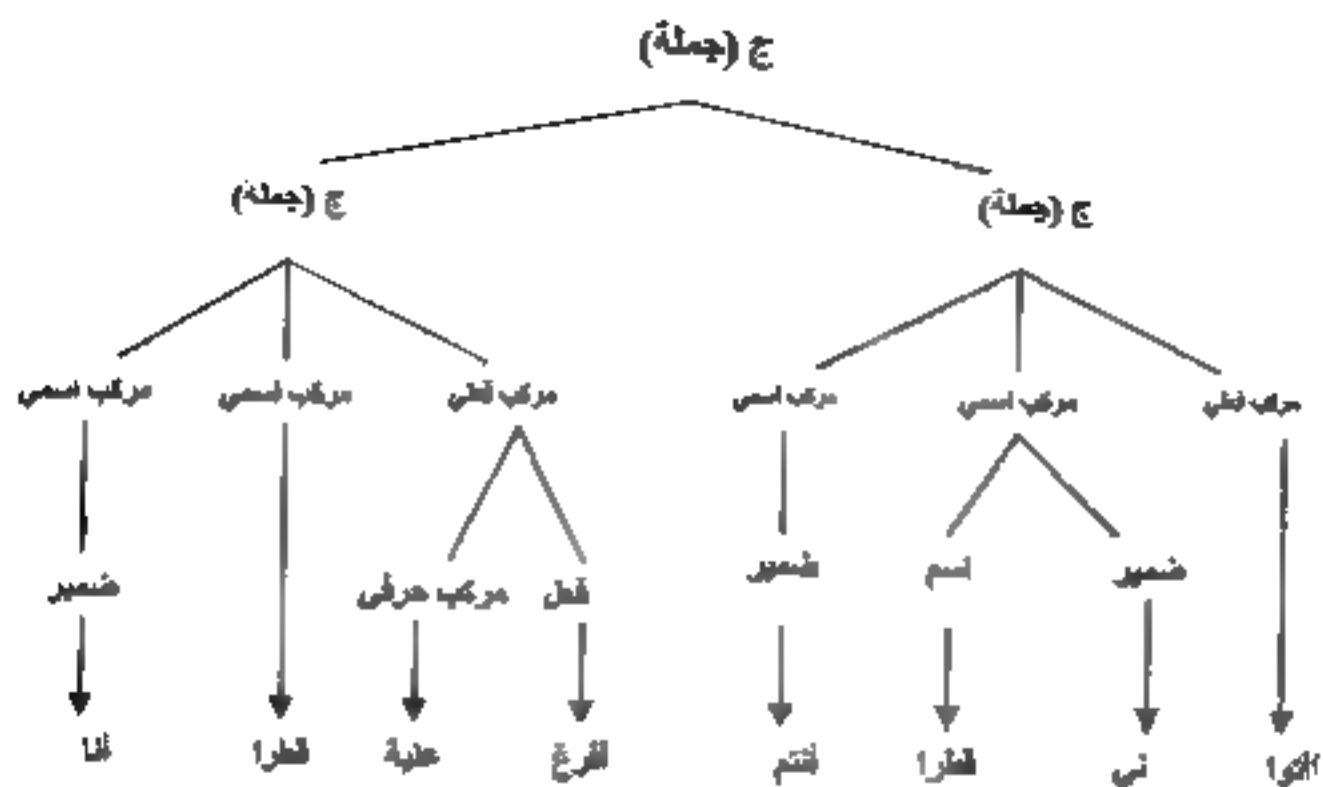 ج (جملة)
ج (جملة) ج (جملة)
مركب فعلي مركب اسمي مركب اسمي مركب فعلي مركب اسمي مركب اسمي
ضمير اسم ضمير فعل مركب حرفي ضمير
آتوا ني قطرا أنتم أفرغ علية قطرا أنا